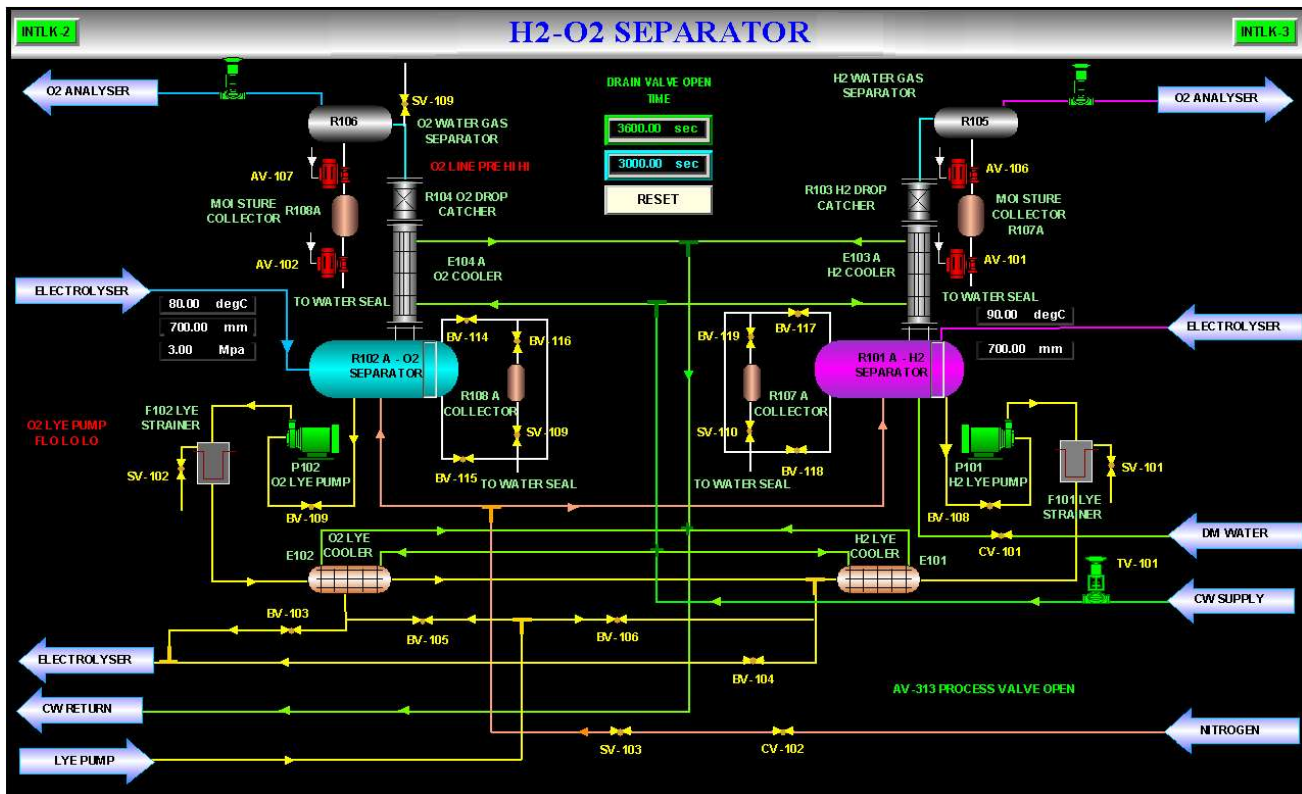 INTLK-2
H2-O2 SEPARATOR
INTLK-3
O2 ANALYSER
SV-109
R106
O2 WATER GAS
SEPARATOR
DRAIN VALVE OPEN
TIME
3600.00 sec
3000.00 sec
RESET
H2 WATER GAS
SEPARATOR
R105
O2 ANALYSER
AV-107
O2 LINE PRE HI HI
R104 O2 DROP
CATCHER
MOISTURE
COLLECTOR R108A
AV-102
E104 A
O2 COOLER
TO WATER SEAL
AV-106
R103 H2 DROP
CATCHER
MOISTURE
COLLECTOR
R107A
E103 A
H2 COOLER
AV-101
TO WATER SEAL
ELECTROLYSER
80.00 degC
700.00 mm
3.00 Mpa
R102 A - O2
SEPARATOR
BV-114
BV-116
R108 A
COLLECTOR
SV-109
BV-115
TO WATER SEAL
BV-119
BV-117
R107 A
COLLECTOR
SV-110
BV-118
TO WATER SEAL
R101 A - H2
SEPARATOR
90.00 degC
ELECTROLYSER
700.00 mm
O2 LYE PUMP
FLO LO LO
F102 LYE
STRAINER
SV-102
P102
O2 LYE PUMP
BV-109
P101
H2 LYE PUMP
BV-108
SV-101
F101 LYE
STRAINER
CV-101
DM WATER
E102
O2 LYE
COOLER
H2 LYE
COOLER
E101
TV-101
CW SUPPLY
BV-103
BV-105
BV-106
ELECTROLYSER
BV-104
AV-313 PROCESS VALVE OPEN
CW RETURN
SV-103
CV-102
NITROGEN
LYE PUMP